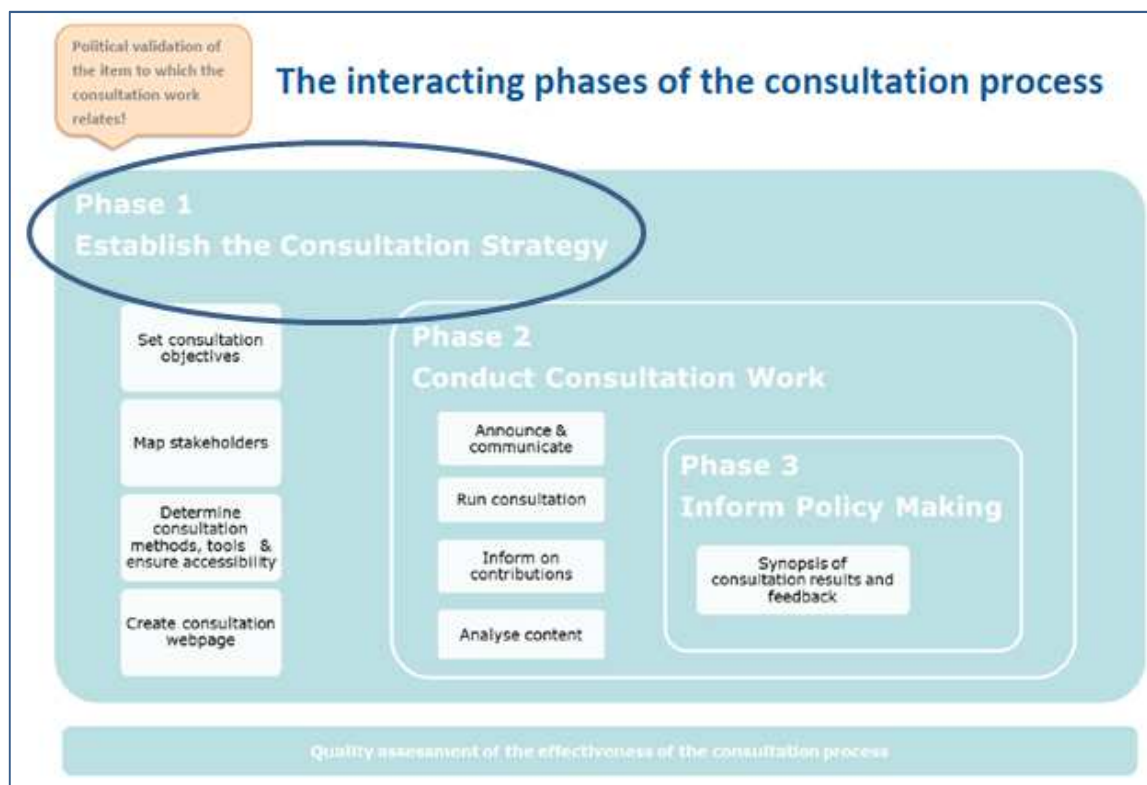 Political validation of
the item to which the
consultation work
relates!
The interacting phases of the consultation process
Phase 1
Establish the Consultation Strategy
Set consultation
objectives
Map stakeholders
Determine
consultation
methods, tools & 
ensure accessibility
Create consultation
webpage
Phase 2
Conduct Consultation Work
Announce &
communicate
Run consultation
Inform on
contributions
Analyse content
Phase 3
Inform Policy Making
Synopsis of
consultation results and
feedback
Quality assessment of the effectiveness of the consultation process